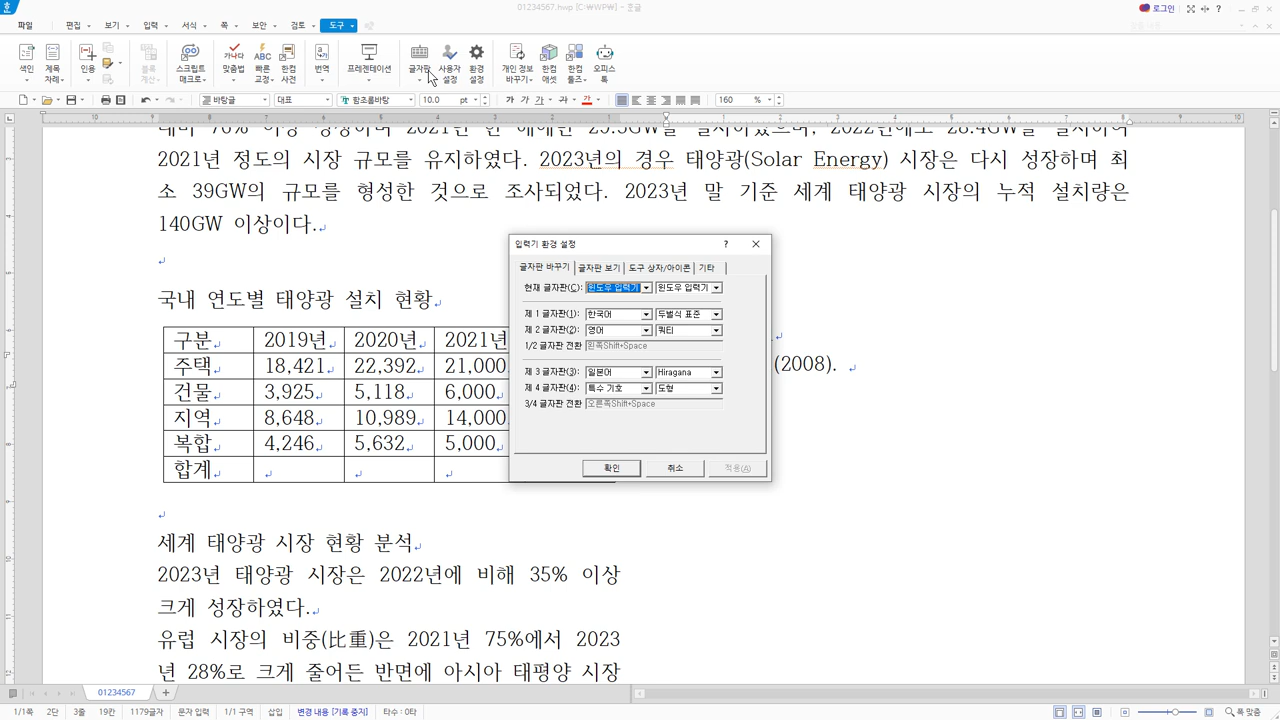 01234567.hwp [C:\WP\] - 호글
로그인
파일 편집 보기 입력 서식 쪽 보안 검토 도구
색인 제목 차례 인용 블록 계산 스크립트 매크로 맞춤법 빠른 교정 한컴 사전 번역 프레젠테이션 글자판 사용자 설정 환경 설정 개인 정보 바꾸기 한컴 애셋 한컴 툴즈 오피스 톡
바탕글 대표 함초롬바탕 10.0 pt 가 가 가 가 가 160 %
대비 70% 이상 성장하며 2021년 한 해에만
2021년 정도의 시장 규모를 유지하였다. 2023년의 경우 태양광(Solar Energy) 시장은 다시 성장하며 최
소 39GW의 규모를 형성한 것으로 조사되었다. 2023년 말 기준 세계 태양광 시장의 누적 설치량은
140GW 이상이다.
국내 연도별 태양광 설치 현황
구분 2019년 2020년 2021년
주택 18,421 22,392 21,000
건물 3,925 5,118 6,000
지역 8,648 10,989 14,000
복합 4,246 5,632 5,000
합계
(2008).
입력기 환경 설정 ?
글자판 바꾸기 글자판 보기 도구 상자/아이콘 기타
현재 글자판(C): 윈도우 입력기 윈도우 입력기
제 1 글자판(1): 한국어 두벌식 표준
제 2 글자판(2): 영어 쿼티
1/2 글자판 전환 왼쪽Shift+Space
제 3 글자판(3): 일본어 Hiragana
제 4 글자판(4): 특수 기호 도형
3/4 글자판 전환 오른쪽Shift+Space
확인 취소 적용(A)
세계 태양광 시장 현황 분석
2023년 태양광 시장은 2022년에 비해 35% 이상
크게 성장하였다.
유럽 시장의 비중(比重)은 2021년 75%에서 2023
년 28%로 크게 줄어든 반면에 아시아 태평양 시장
01234567
1/1쪽 2단 3줄 19칸 1179글자 문자 입력 1/1 구역 삽입 변경 내용 [기록 중지] 타수 : 0타 폭 맞춤